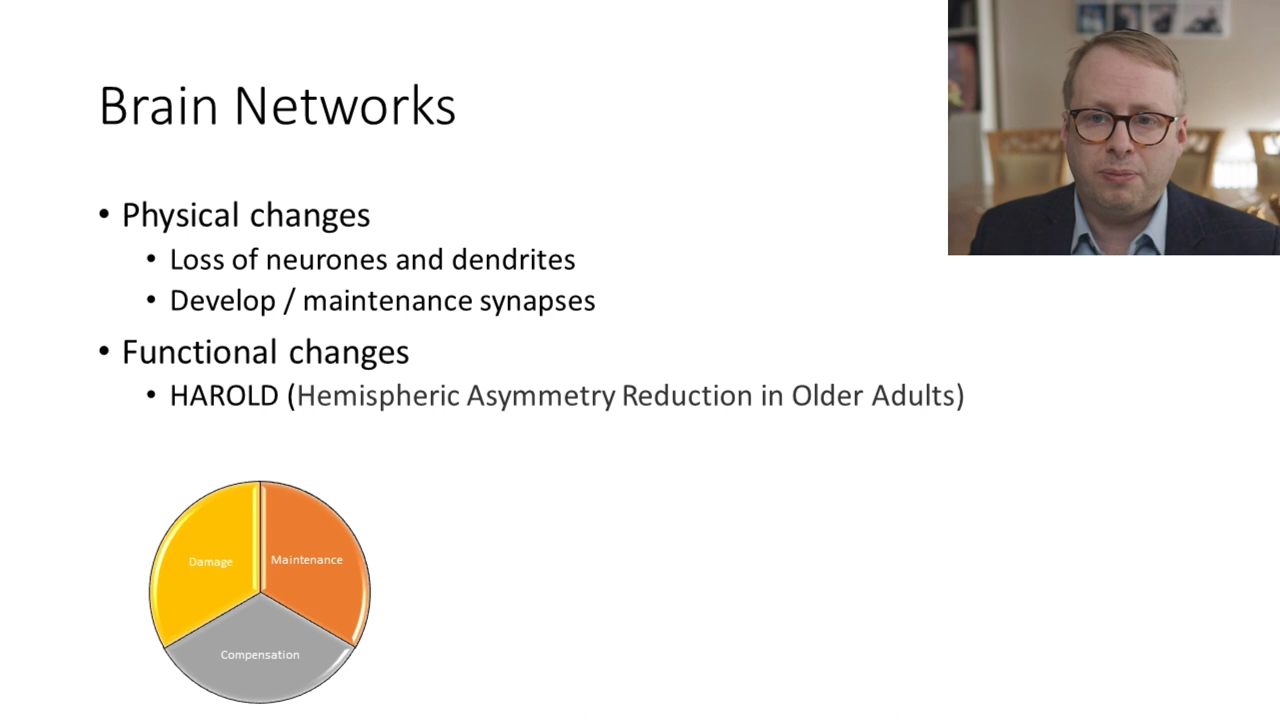 Brain Networks
• Physical changes
• Loss of neurones and dendrites
• Develop / maintenance synapses
• Functional changes
• HAROLD (Hemispheric Asymmetry Reduction in Older Adults)
Damage
Maintenance
Compensation